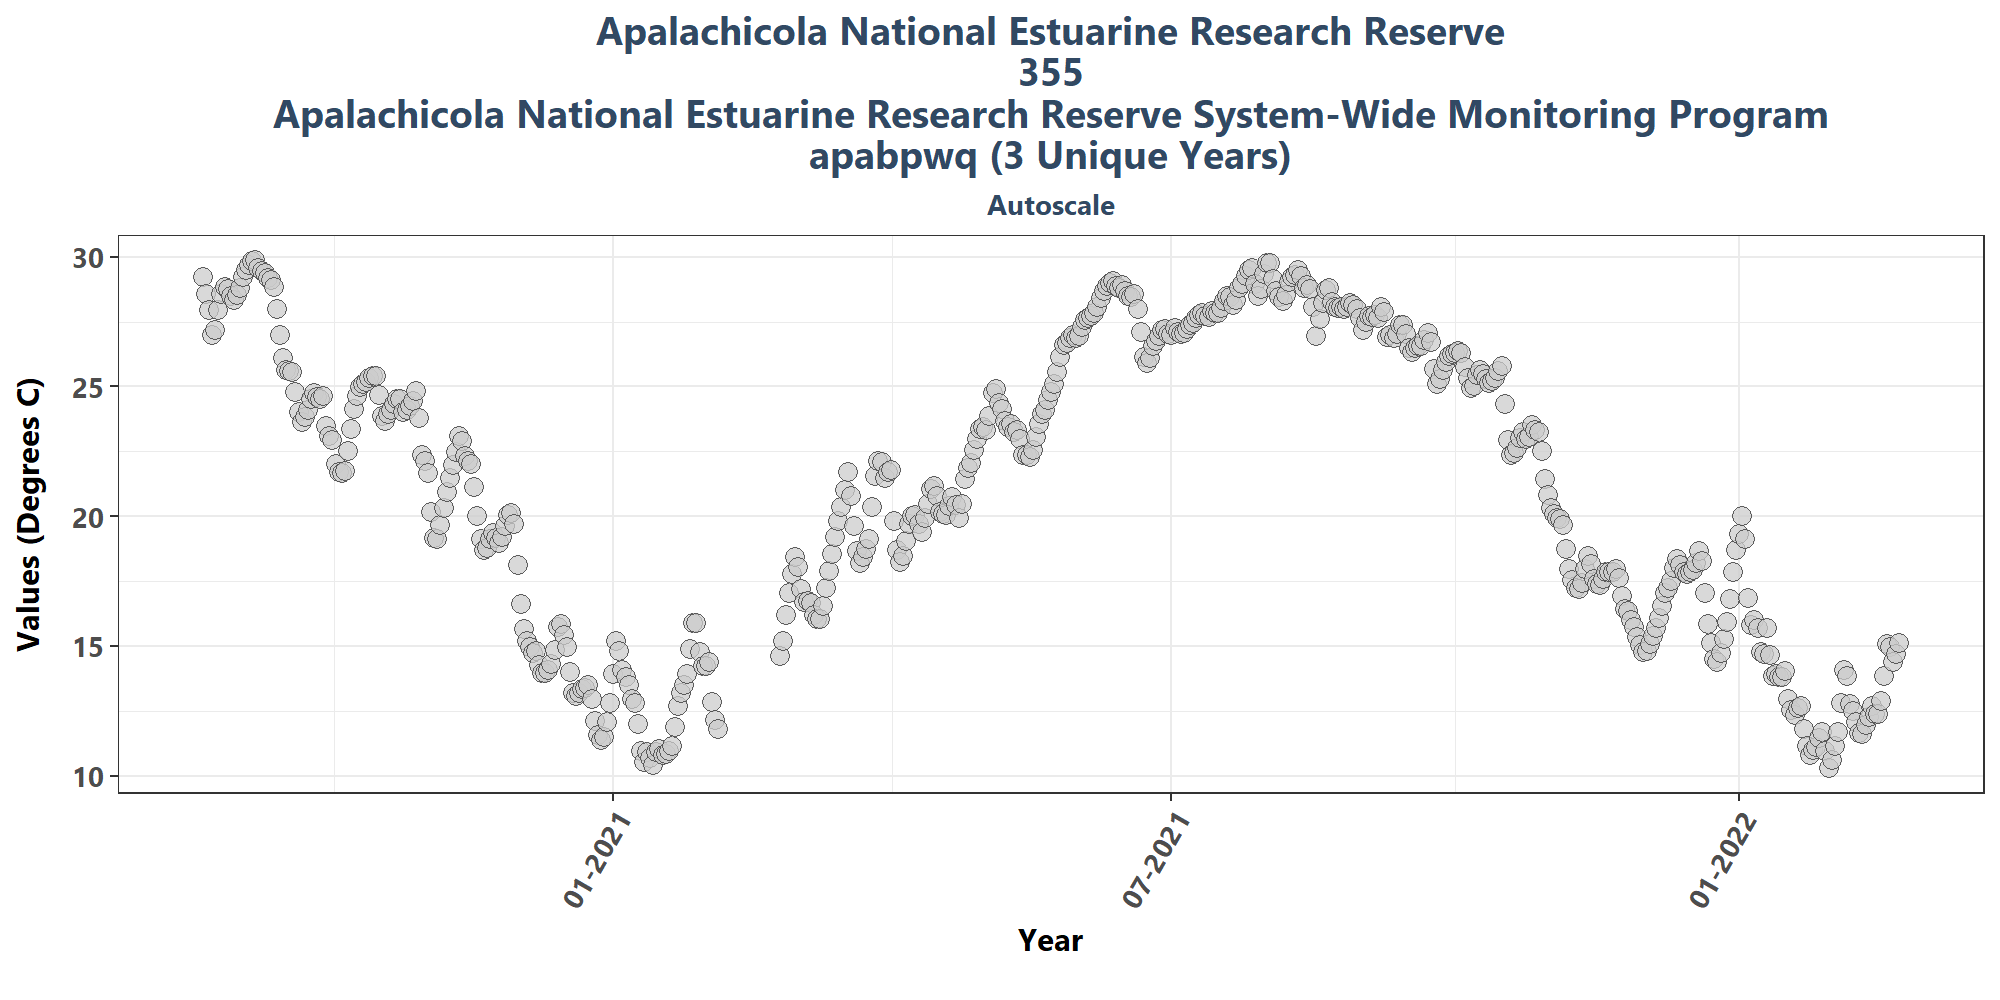 Apalachicola National Estuarine Research Reserve
355
Apalachicola National Estuarine Research Reserve System-Wide Monitoring Program
apabpwq (3 Unique Years)
Autoscale
Values (Degrees C)
30
25
20
15
10
01-2021
07-2021
01-2022
Year